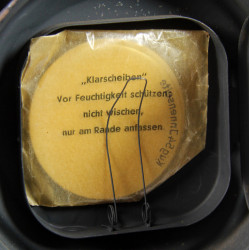 „Klarscheiben"
Vor Feuchtigkeit schützen,
nicht wischen,
nur am Rande anfassen.